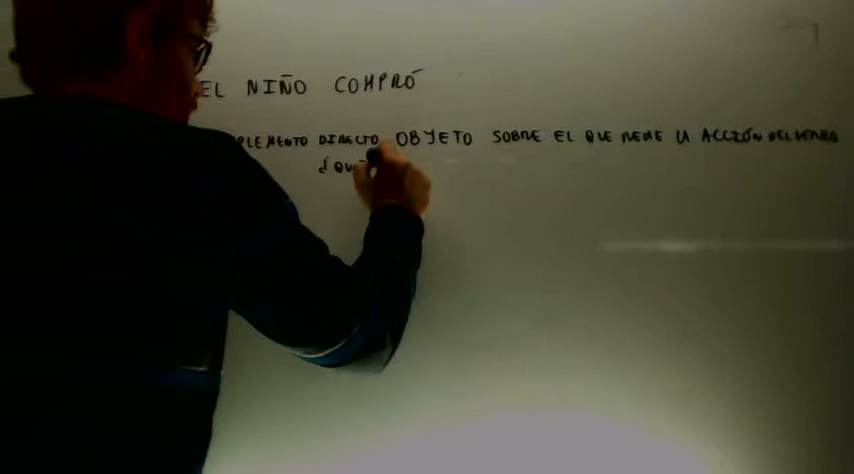 EL NIÑO COMPRÓ
PLEMENTO DIRECTO OBJETO SOBRE EL QUE RECAE LA ACCIÓN DEL VERBO
¿QU